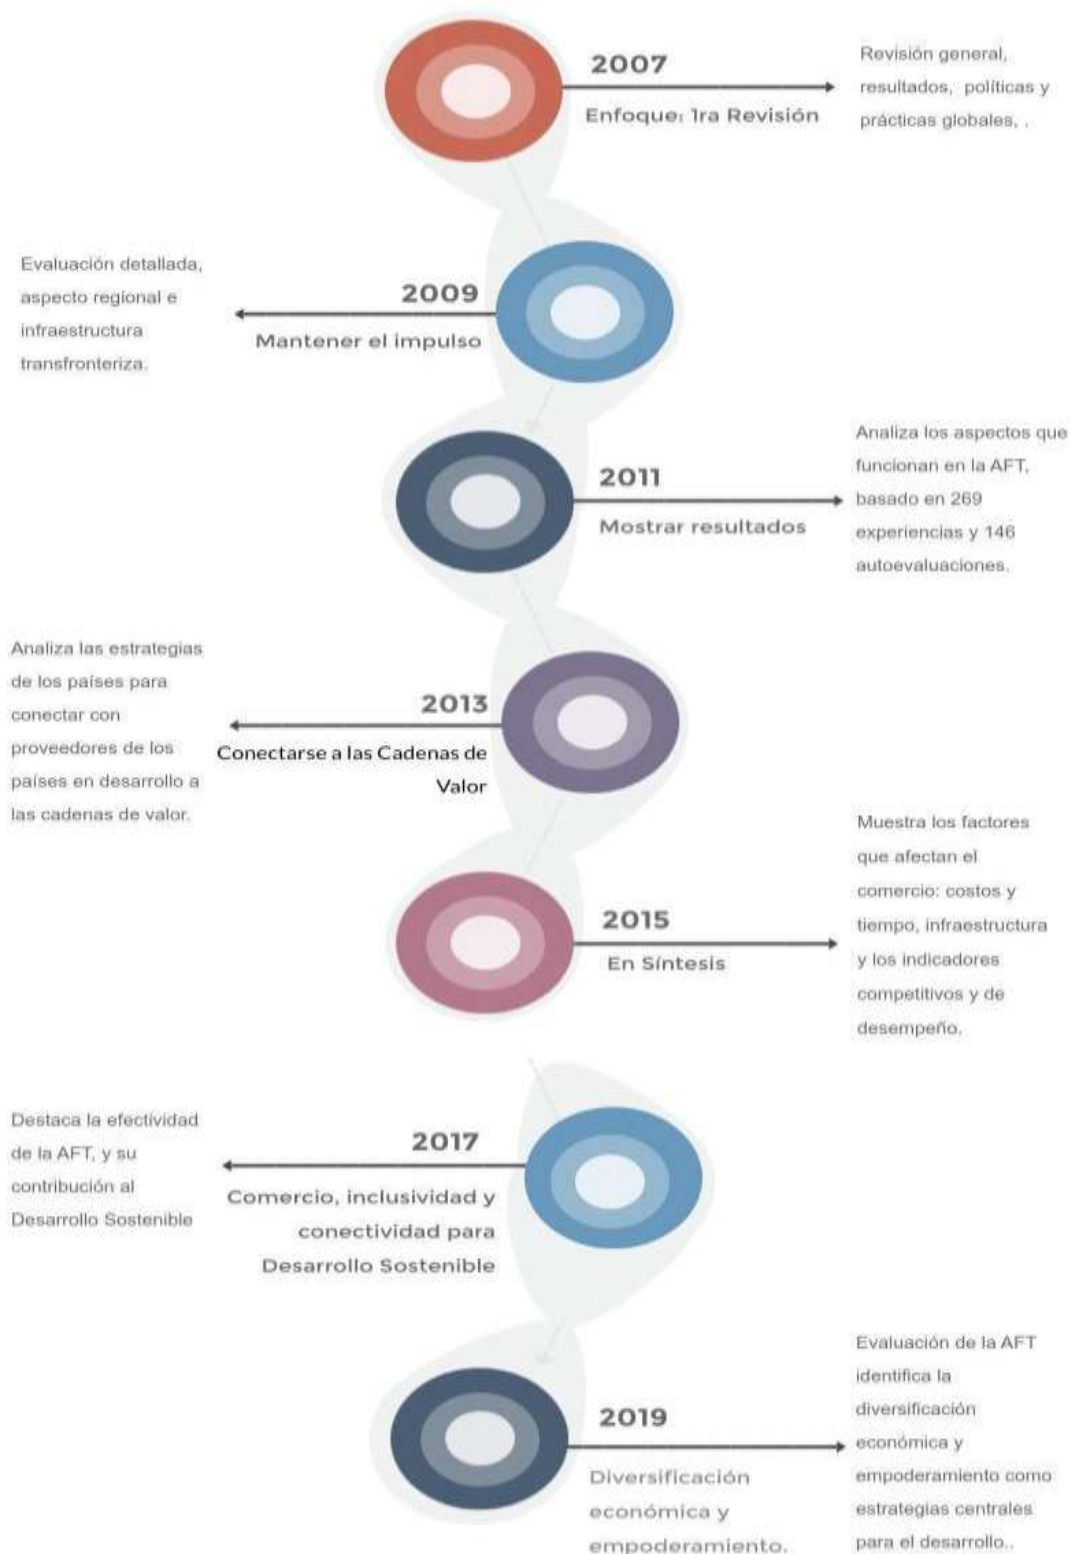 2007
Enfoque: 1ra Revisión
Revisión general,
resultados, políticas y
prácticas globales, .
2009
Mantener el impulso
Evaluación detallada,
aspecto regional e
infraestructura
transfronteriza.
2011
Mostrar resultados
Analiza los aspectos que
funcionan en la AFT,
basado en 269
experiencias y 146
autoevaluaciones.
2013
Conectarse a las Cadenas de
Valor
Analiza las estrategias
de los países para
conectar con
proveedores de los
países en desarrollo a
las cadenas de valor.
2015
En Síntesis
Muestra los factores
que afectan el
comercio: costos y
tiempo, infraestructura
y los indicadores
competitivos y de
desempeño.
2017
Comercio, inclusividad y
conectividad para
Desarrollo Sostenible
Destaca la efectividad
de la AFT, y su
contribución al
Desarrollo Sostenible
2019
Diversificación
económica y
empoderamiento.
Evaluación de la AFT
identifica la
diversificación
económica y
empoderamiento como
estrategias centrales
para el desarrollo..